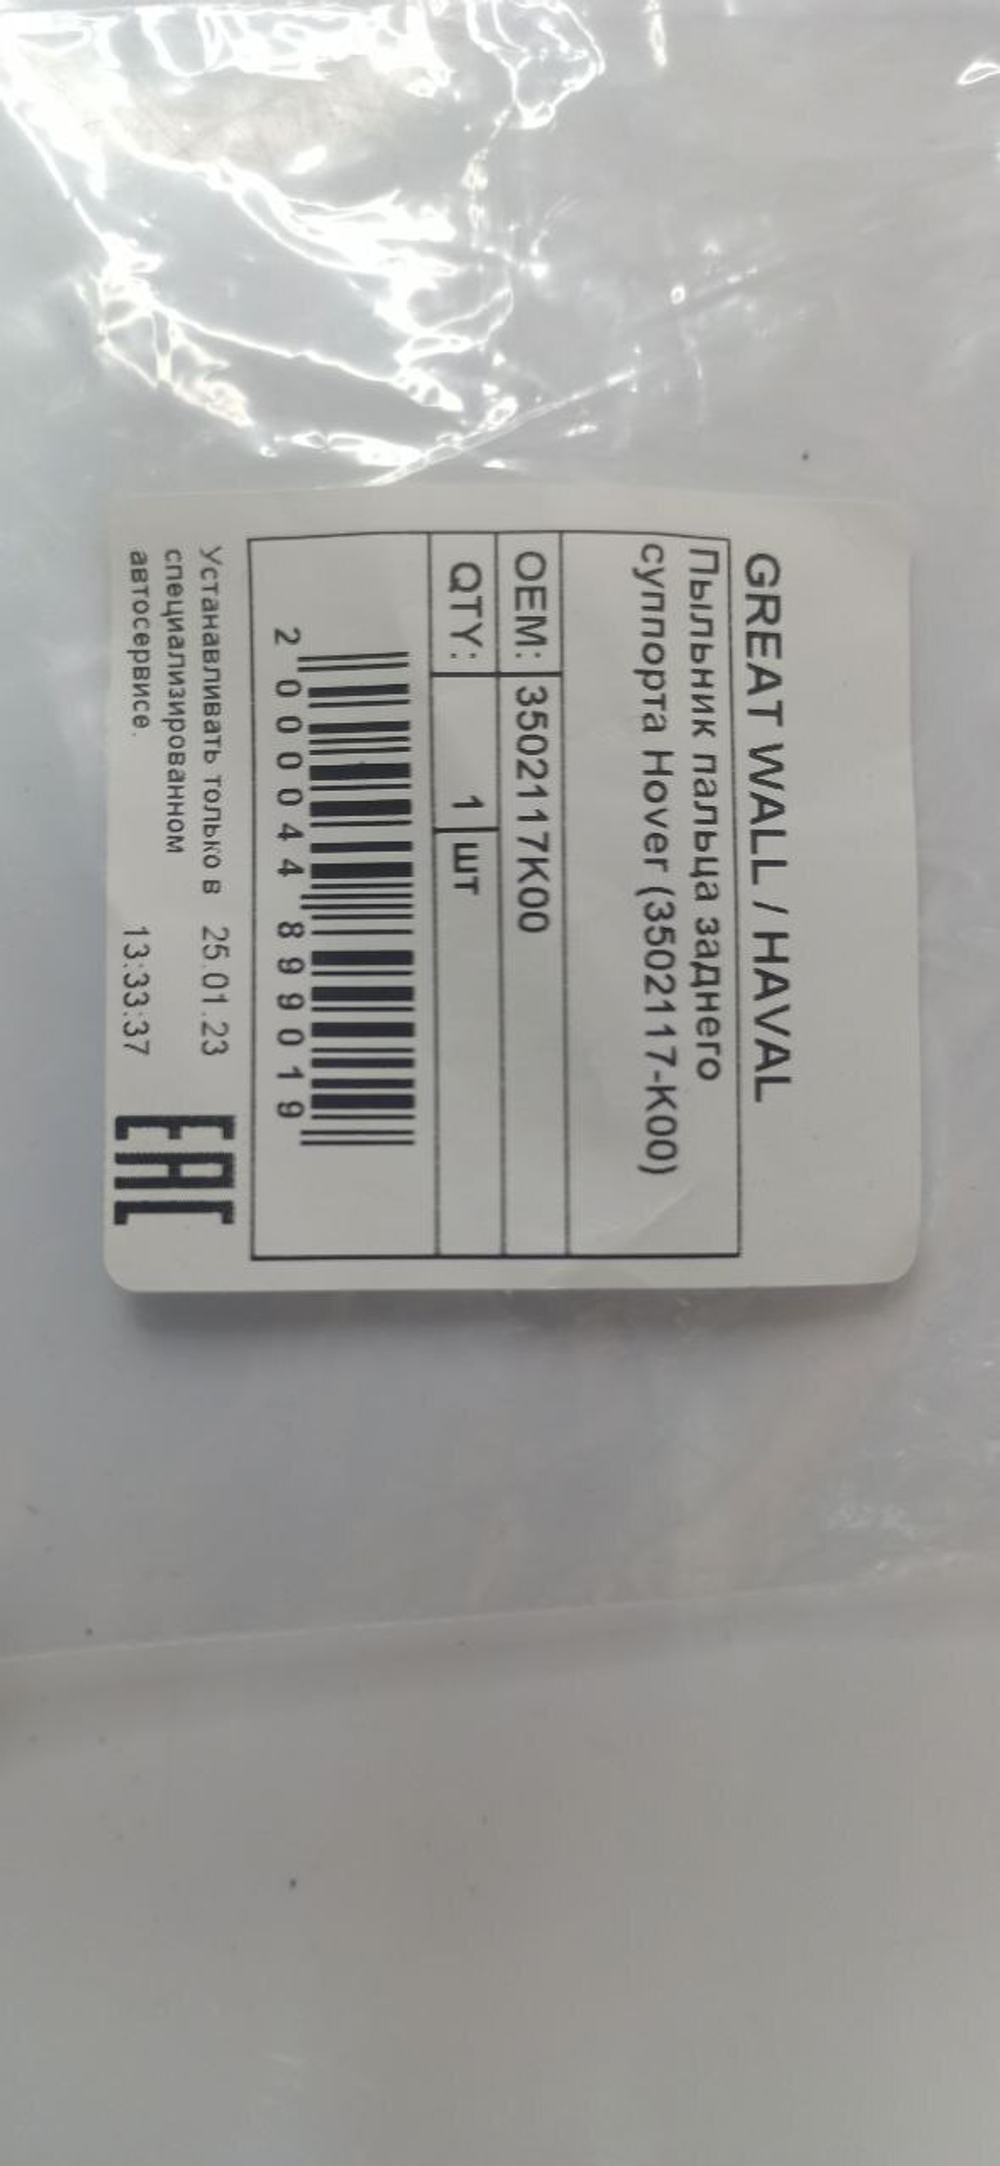 GREAT WALL / HAVAL
Пыльник пальца заднего
суппорта Hover (3502117-K00)
OEM: 3502117K00
QTY: 1 шт
2 000044 899019
Устанавливать только в
специализированном
автосервисе.
25.01.23
13:33:37
EAC